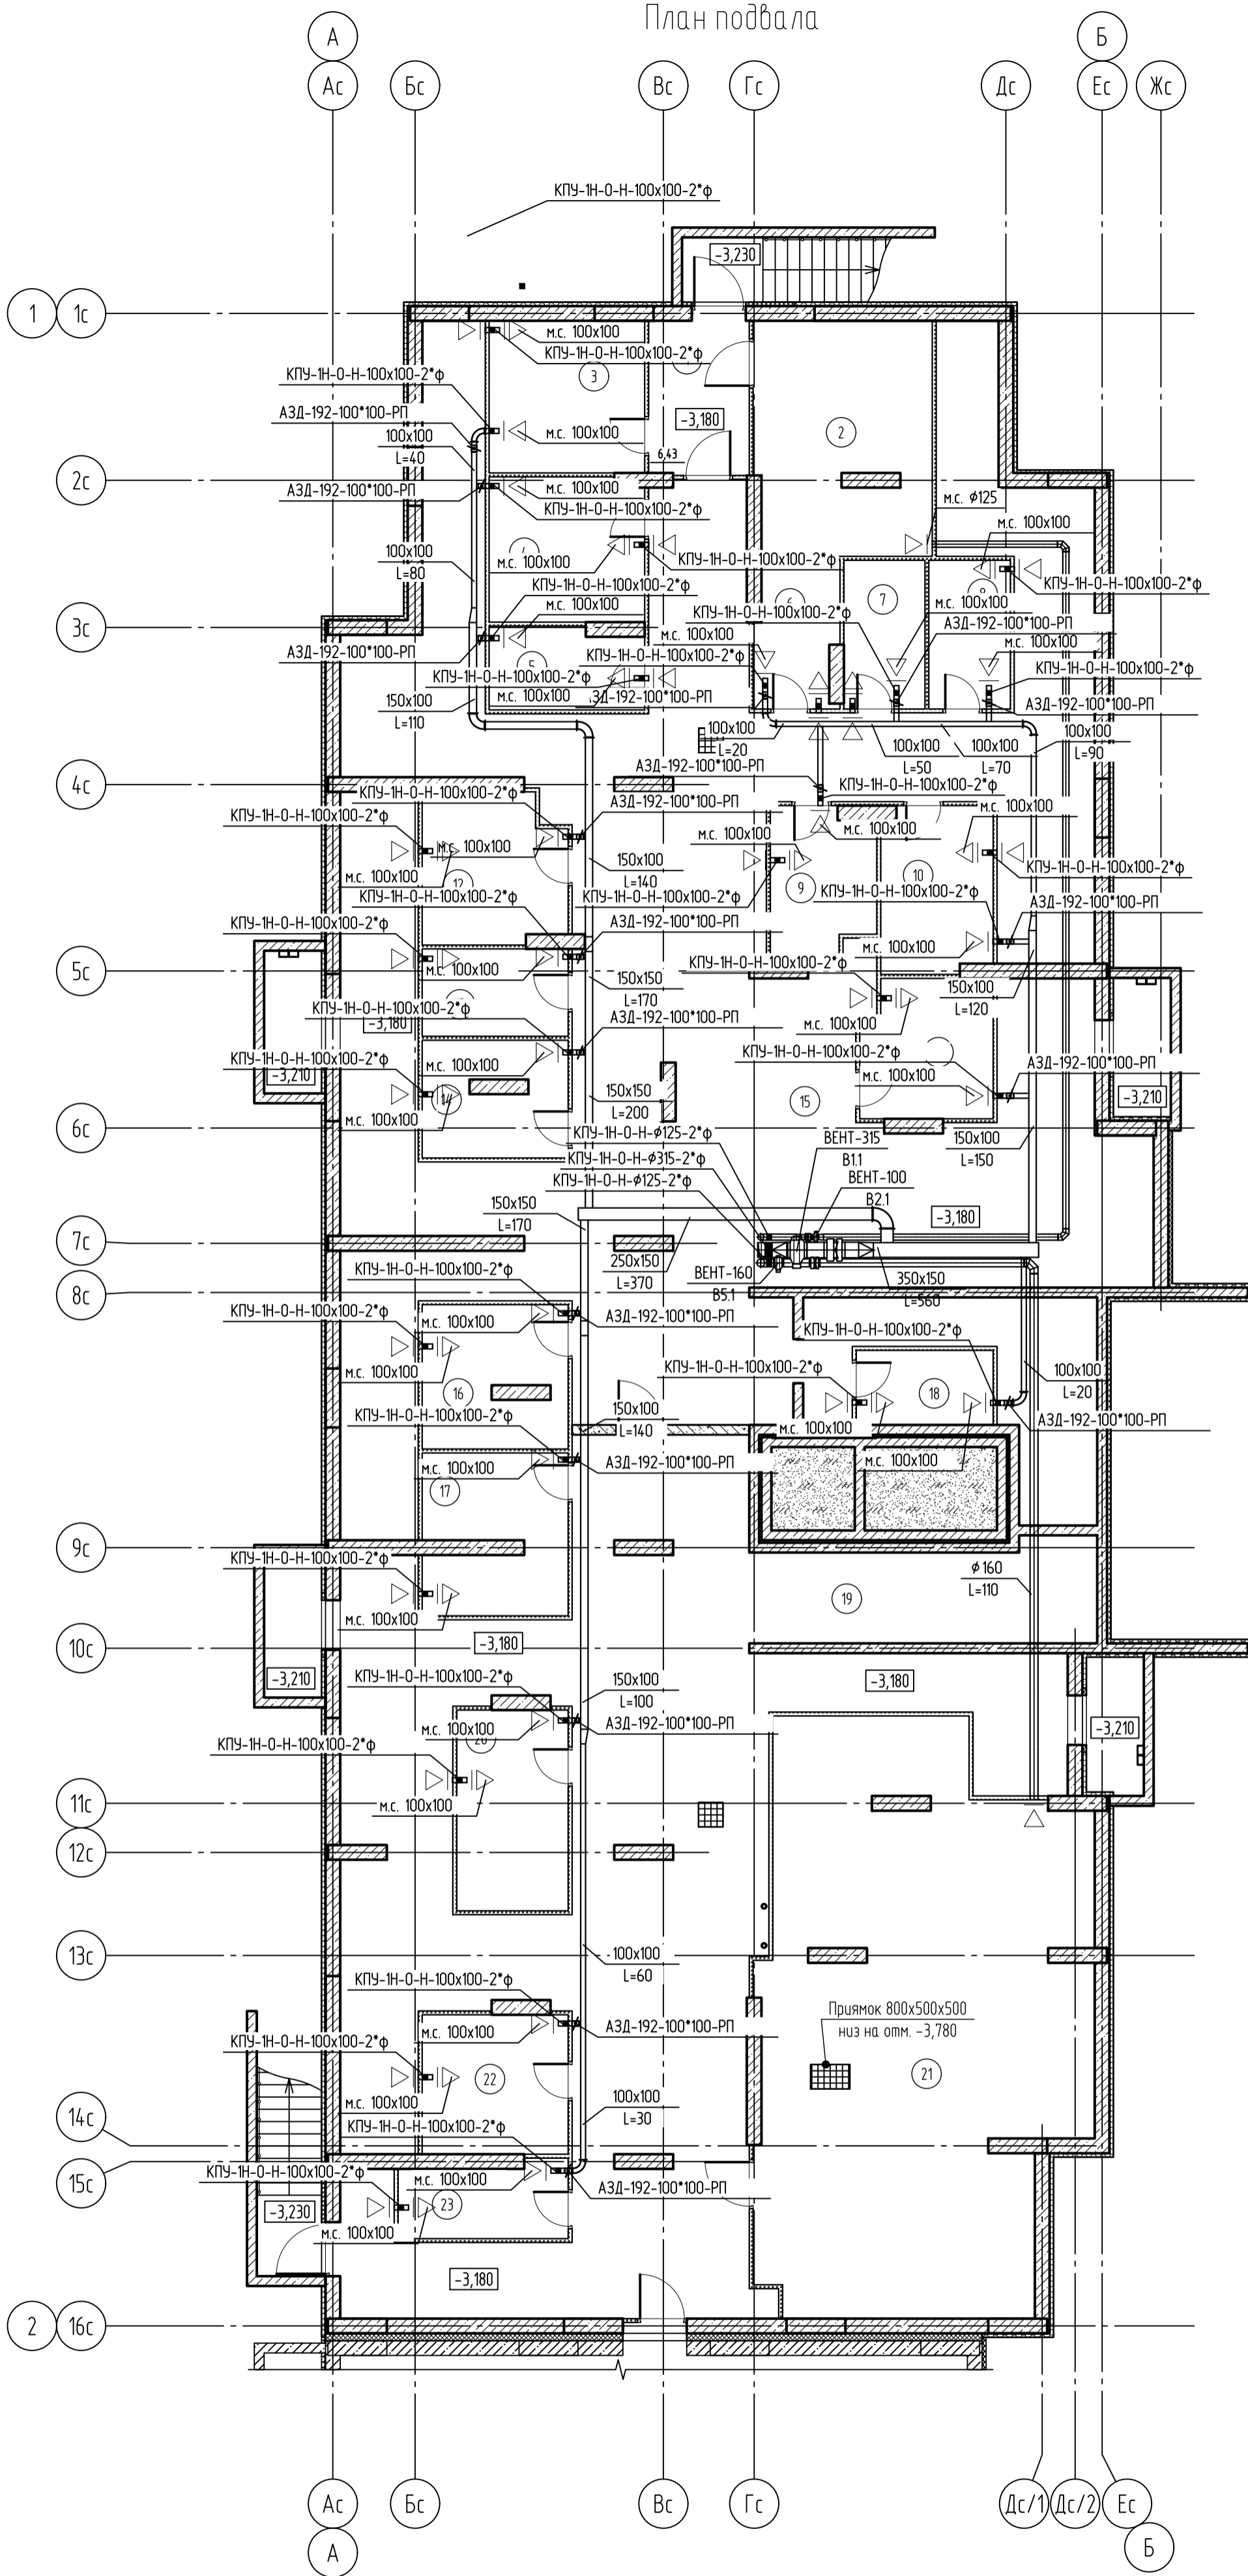 План подвала
А
Б
Ас
Бс
Вс
Гс
Дс
Ес
Жс
КПУ-1Н-О-Н-100х100-2*ф
-3,230
1
1с
м.с. 100х100
КПУ-1Н-О-Н-100х100-2*ф
3
КПУ-1Н-О-Н-100х100-2*ф
АЗД-192-100*100-РП
-3,180
м.с. 100х100
2
100х100
L=40
6,43
2с
АЗД-192-100*100-РП
м.с. 100х100
м.с. Ф125
КПУ-1Н-О-Н-100х100-2*ф
м.с. 100х100
100х100
L=80
м.с. 100х100
КПУ-1Н-О-Н-100х100-2*ф
КПУ-1Н-О-Н-100х100-2*ф
КПУ-1Н-О-Н-100х100-2*ф
7
м.с. 100х100
м.с. 100х100
КПУ-1Н-О-Н-100х100-2*ф
АЗД-192-100*100-РП
3с
м.с. 100х100
м.с. 100х100
АЗД-192-100*100-РП
КПУ-1Н-О-Н-100х100-2*ф
5
КПУ-1Н-О-Н-100х100-2*ф
КПУ-1Н-О-Н-100х100-2*ф
150х100
L=110
м.с. 100х100
АЗД-192-100*100-РП
АЗД-192-100*100-РП
100х100
L=20
100х100
L=50
100х100
L=70
100х100
L=90
АЗД-192-100*100-РП
4с
КПУ-1Н-О-Н-100х100-2*ф
КПУ-1Н-О-Н-100х100-2*ф
АЗД-192-100*100-РП
м.с. 100х100
КПУ-1Н-О-Н-100х100-2*ф
м.с. 100х100
м.с. 100х100
м.с. 100х100
150х100
L=140
КПУ-1Н-О-Н-100х100-2*ф
м.с. 100х100
12
9
10
КПУ-1Н-О-Н-100х100-2*ф
КПУ-1Н-О-Н-100х100-2*ф
КПУ-1Н-О-Н-100х100-2*ф
АЗД-192-100*100-РП
КПУ-1Н-О-Н-100х100-2*ф
АЗД-192-100*100-РП
м.с. 100х100
5с
м.с. 100х100
КПУ-1Н-О-Н-100х100-2*ф
150х150
L=170
150х100
L=120
КПУ-1Н-О-Н-100х100-2*ф
АЗД-192-100*100-РП
-3,180
м.с. 100х100
КПУ-1Н-О-Н-100х100-2*ф
м.с. 100х100
КПУ-1Н-О-Н-100х100-2*ф
АЗД-192-100*100-РП
-3,210
м.с. 100х100
14
150х150
L=200
15
-3,210
м.с. 100х100
6с
КПУ-1Н-О-Н-Ф125-2*ф
ВЕНТ-315
В1.1
150х100
L=150
КПУ-1Н-О-Н-Ф315-2*ф
КПУ-1Н-О-Н-Ф125-2*ф
ВЕНТ-100
В2.1
150х150
L=170
-3,180
7с
250х150
L=370
КПУ-1Н-О-Н-100х100-2*ф
ВЕНТ-160
В5.1
350х150
L=560
8с
КПУ-1Н-О-Н-100х100-2*ф
м.с. 100х100
АЗД-192-100*100-РП
КПУ-1Н-О-Н-100х100-2*ф
м.с. 100х100
КПУ-1Н-О-Н-100х100-2*ф
100х100
L=20
16
18
КПУ-1Н-О-Н-100х100-2*ф
150х100
L=140
м.с. 100х100
АЗД-192-100*100-РП
м.с. 100х100
АЗД-192-100*100-РП
м.с. 100х100
17
9с
КПУ-1Н-О-Н-100х100-2*ф
Ф160
L=110
м.с. 100х100
19
10с
-3,180
-3,210
КПУ-1Н-О-Н-100х100-2*ф
150х100
L=100
-3,180
м.с. 100х100
АЗД-192-100*100-РП
-3,210
20
КПУ-1Н-О-Н-100х100-2*ф
м.с. 100х100
11с
12с
13с
100х100
L=60
КПУ-1Н-О-Н-100х100-2*ф
м.с. 100х100
АЗД-192-100*100-РП
Приямок 800х500х500
низ на отм. -3,780
КПУ-1Н-О-Н-100х100-2*ф
22
21
м.с. 100х100
100х100
L=30
14с
КПУ-1Н-О-Н-100х100-2*ф
15с
КПУ-1Н-О-Н-100х100-2*ф
м.с. 100х100
АЗД-192-100*100-РП
-3,230
23
м.с. 100х100
-3,180
2
16с
Ас
Бс
Вс
Гс
Дс/1
Дс/2
Ес
А
Б